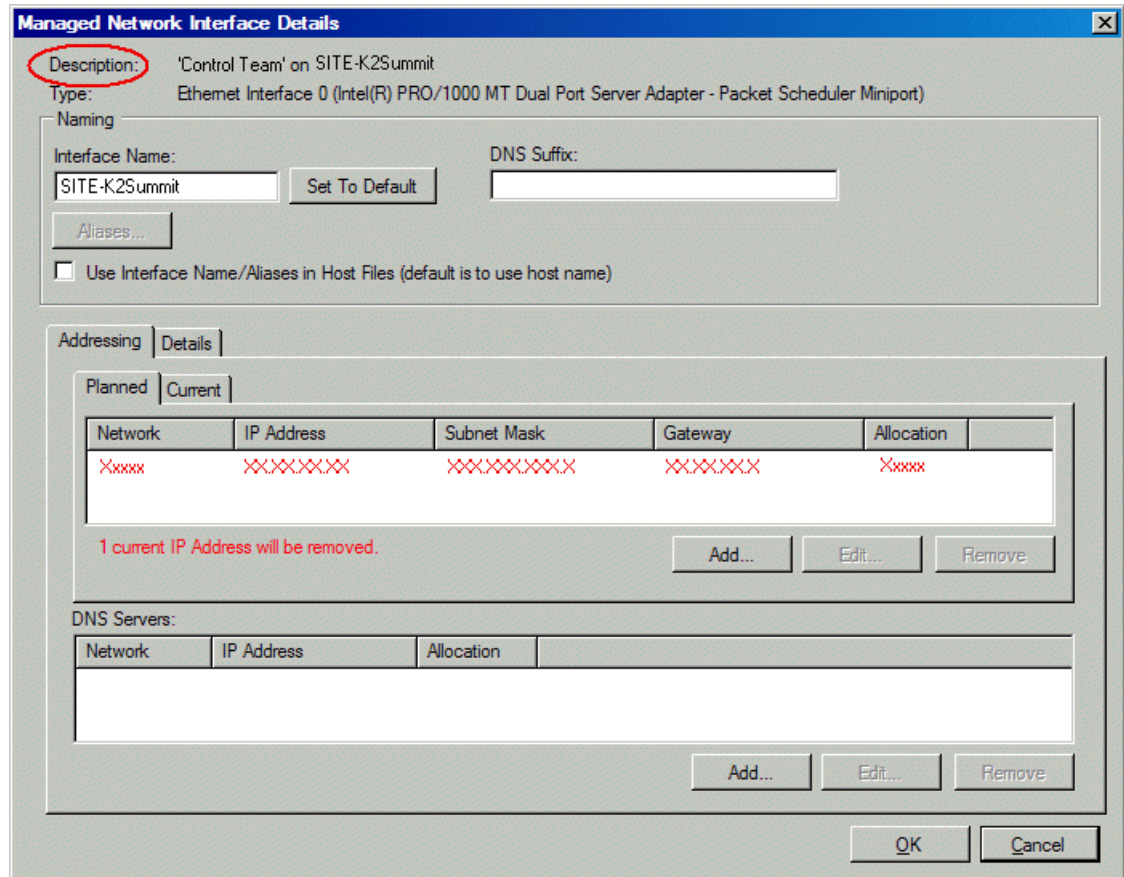 Managed Network Interface Details
Description: 'Control Team' on SITE-K2Summit
Type: Ethernet Interface 0 (Intel(R) PRO/1000 MT Dual Port Server Adapter - Packet Scheduler Miniport)
Naming
Interface Name: DNS Suffix:
SITE-K2Summit Set To Default
Aliases...
Use Interface Name/Aliases in Host Files (default is to use host name)
Addressing Details
Planned Current
Network IP Address Subnet Mask Gateway Allocation
Xxxxx XX.XX.XX.XX XXX.XXX.XXX.X XX.XX.XX.X Xxxxx
1 current IP Address will be removed.
Add... Edit... Remove
DNS Servers:
Network IP Address Allocation
Add... Edit... Remove
OK Cancel